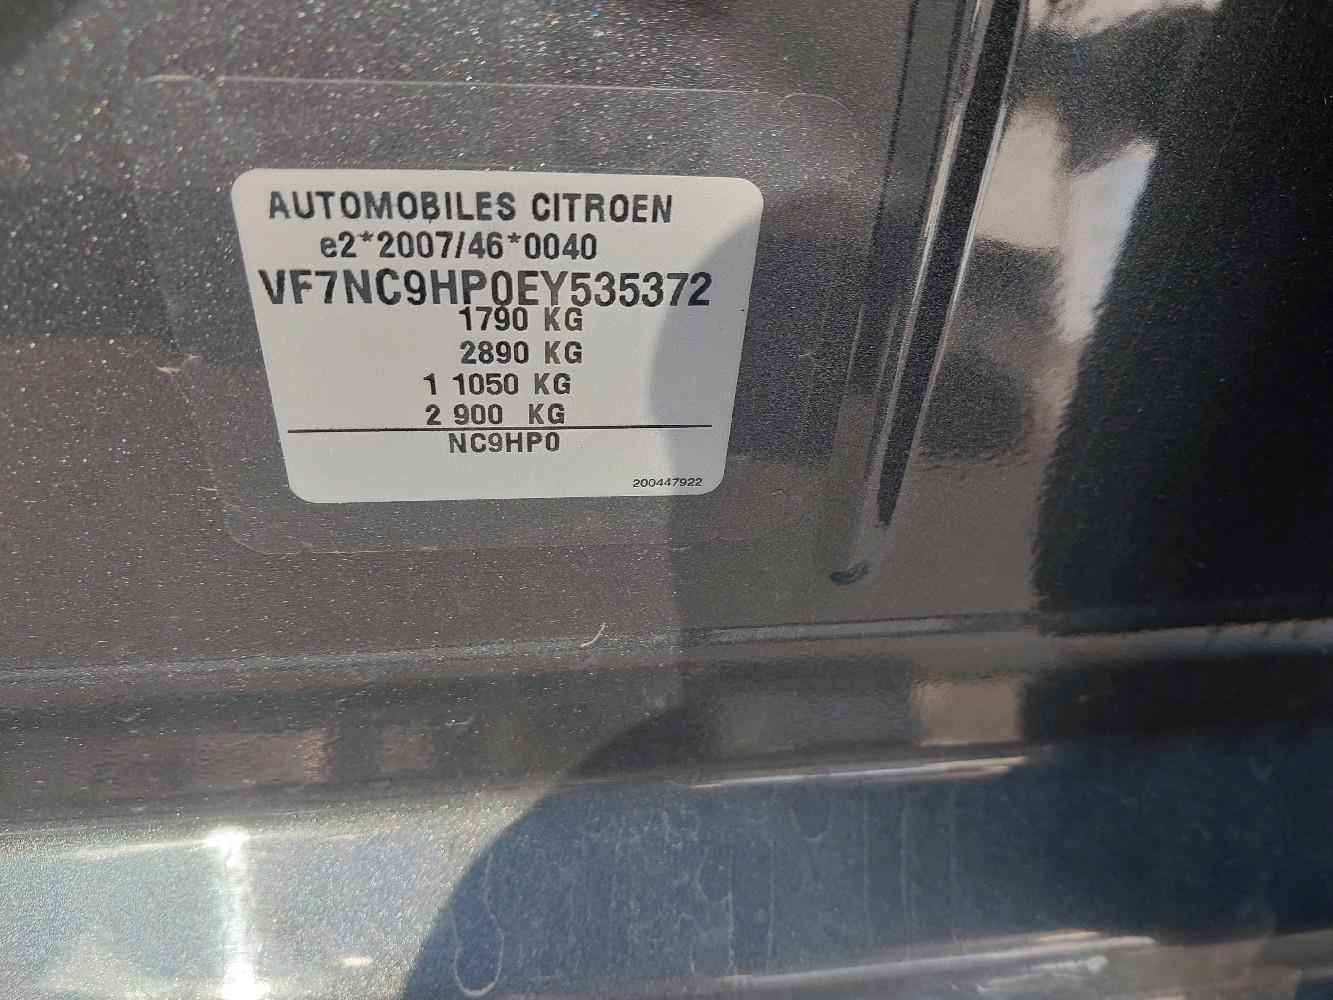 AUTOMOBILES CITROEN
e2*2007/46*0040
VF7NC9HP0EY535372
1790 KG
2890 KG
1 1050 KG
2 900 KG
NC9HP0
200447922